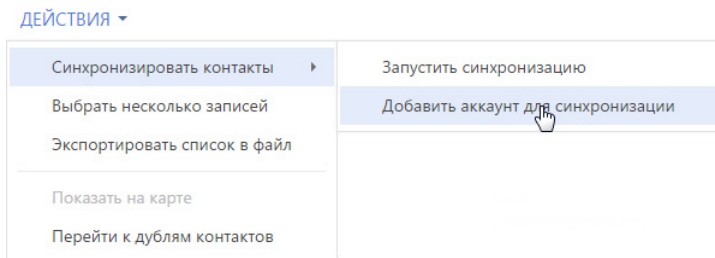 ДЕЙСТВИЯ
Синхронизировать контакты
Запустить синхронизацию
Выбрать несколько записей
Добавить аккаунт для синхронизации
Экспортировать список в файл
Показать на карте
Перейти к дублям контактов